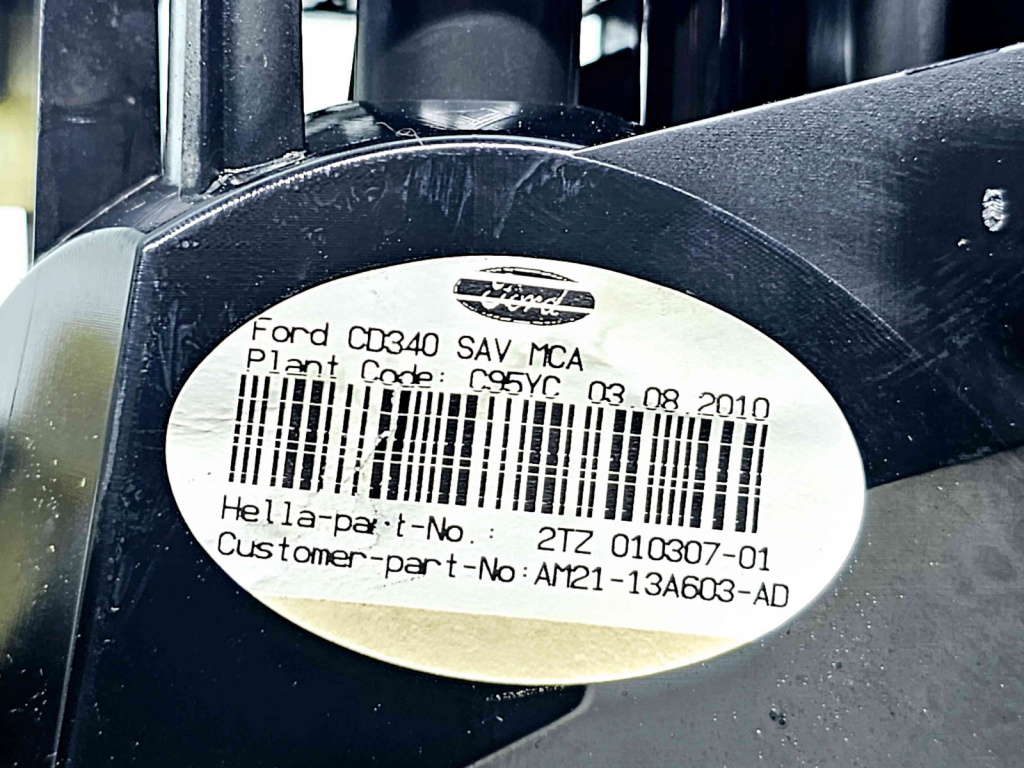 Ford
Ford CD340 SAV MCA
Plant Code: C95YC 03.08.2010
Hella-part-No.: 2TZ 010307-01
Customer-part-No:AM21-13A603-AD